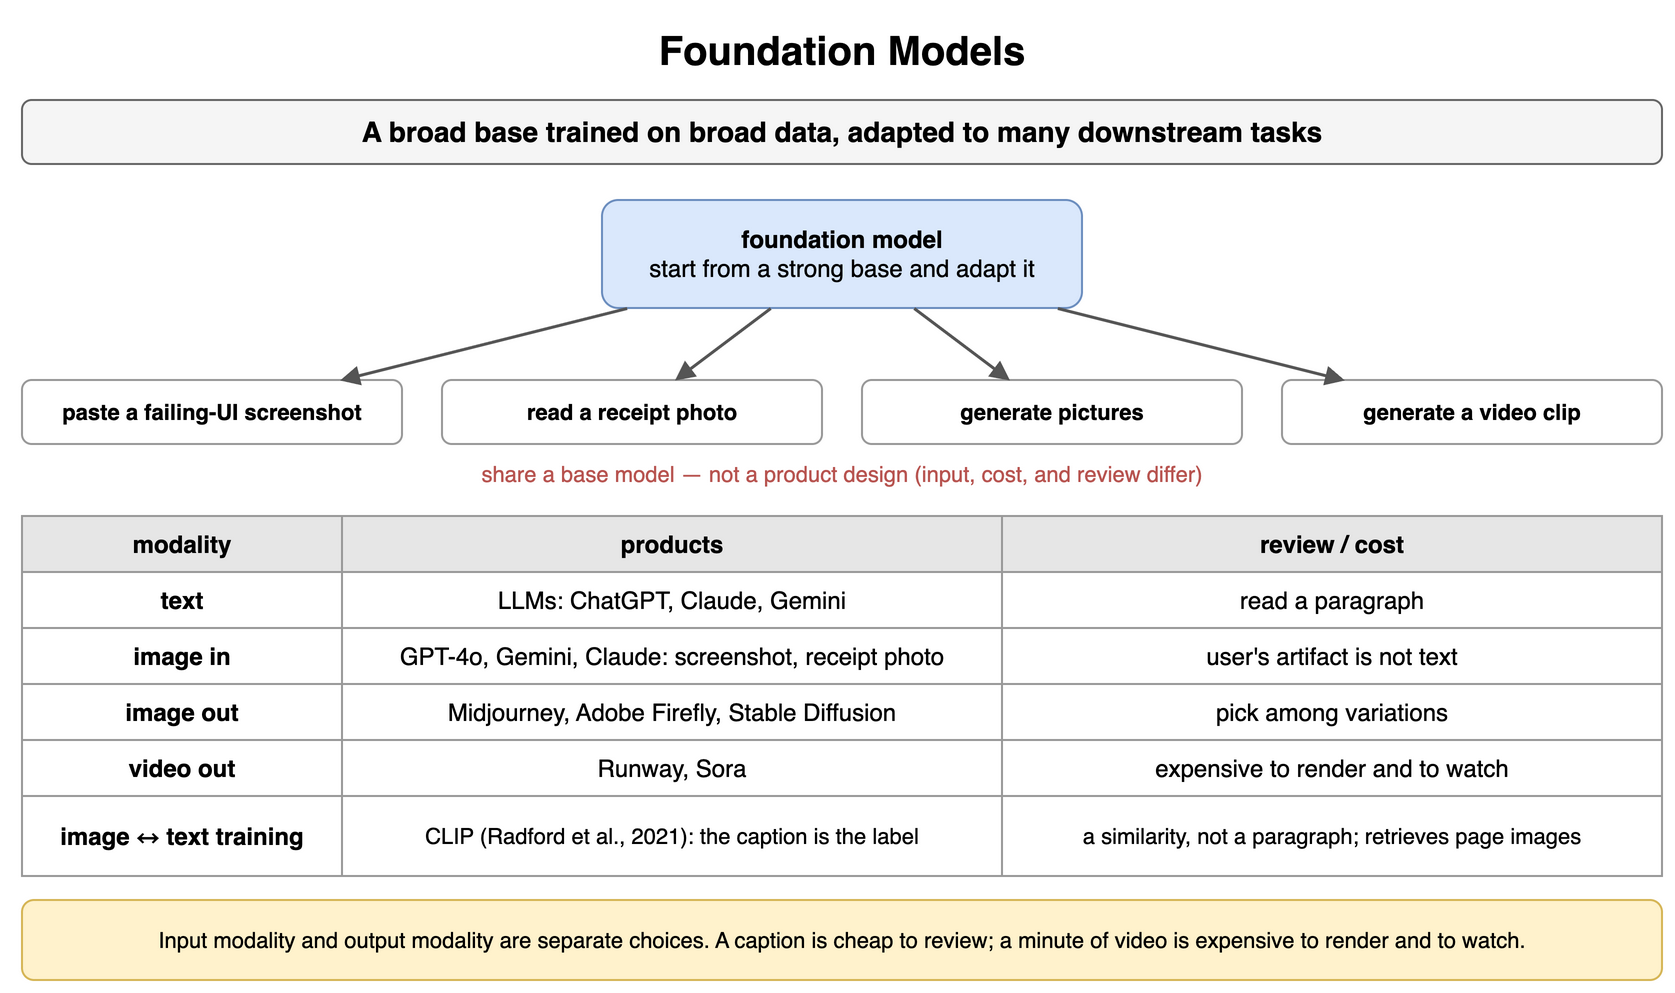 Foundation Models
A broad base trained on broad data, adapted to many downstream tasks
foundation model
start from a strong base and adapt it
paste a failing-UI screenshot
read a receipt photo
generate pictures
generate a video clip
share a base model — not a product design (input, cost, and review differ)
modality products review / cost
text LLMs: ChatGPT, Claude, Gemini read a paragraph
image in GPT-4o, Gemini, Claude: screenshot, receipt photo user's artifact is not text
image out Midjourney, Adobe Firefly, Stable Diffusion pick among variations
video out Runway, Sora expensive to render and to watch
image ↔ text training CLIP (Radford et al., 2021): the caption is the label a similarity, not a paragraph; retrieves page images
Input modality and output modality are separate choices. A caption is cheap to review; a minute of video is expensive to render and to watch.